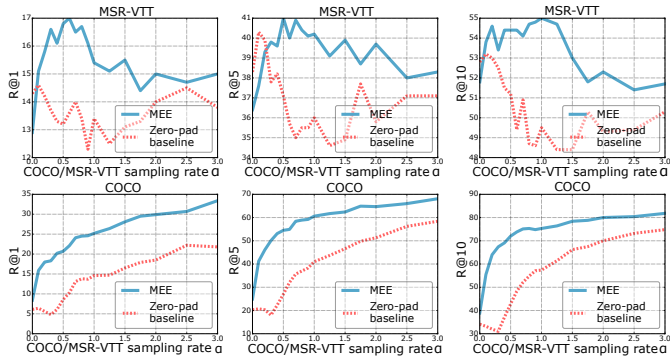 MSR-VTT
17
16
15
14
13
12
R@1
0.0 0.5 1.0 1.5 2.0 2.5 3.0
MEE
Zero-pad
baseline
COCO/MSR-VTT sampling rate α
MSR-VTT
41
40
39
38
37
36
35
34
R@5
0.0 0.5 1.0 1.5 2.0 2.5 3.0
MEE
Zero-pad
baseline
COCO/MSR-VTT sampling rate α
MSR-VTT
55
54
53
52
51
50
49
48
R@10
0.0 0.5 1.0 1.5 2.0 2.5 3.0
MEE
Zero-pad
baseline
COCO/MSR-VTT sampling rate α
COCO
35
30
25
20
15
10
5
0
R@1
0.0 0.5 1.0 1.5 2.0 2.5 3.0
MEE
Zero-pad
baseline
COCO/MSR-VTT sampling rate α
COCO
70
60
50
40
30
20
10
0
R@5
0.0 0.5 1.0 1.5 2.0 2.5 3.0
MEE
Zero-pad
baseline
COCO/MSR-VTT sampling rate α
COCO
90
80
70
60
50
40
30
R@10
0.0 0.5 1.0 1.5 2.0 2.5 3.0
MEE
Zero-pad
baseline
COCO/MSR-VTT sampling rate α